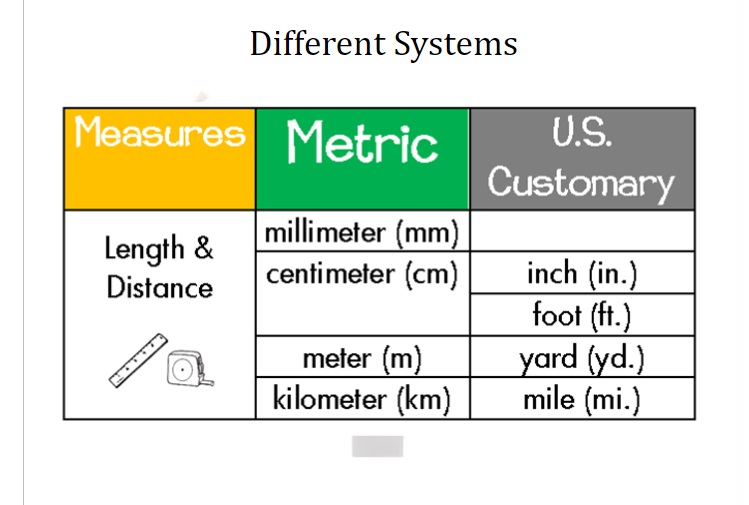 Different Systems
Measures Metric U.S.
Customary
Length &
Distance
millimeter (mm)
centimeter (cm) inch (in.)
foot (ft.)
meter (m) yard (yd.)
kilometer (km) mile (mi.)